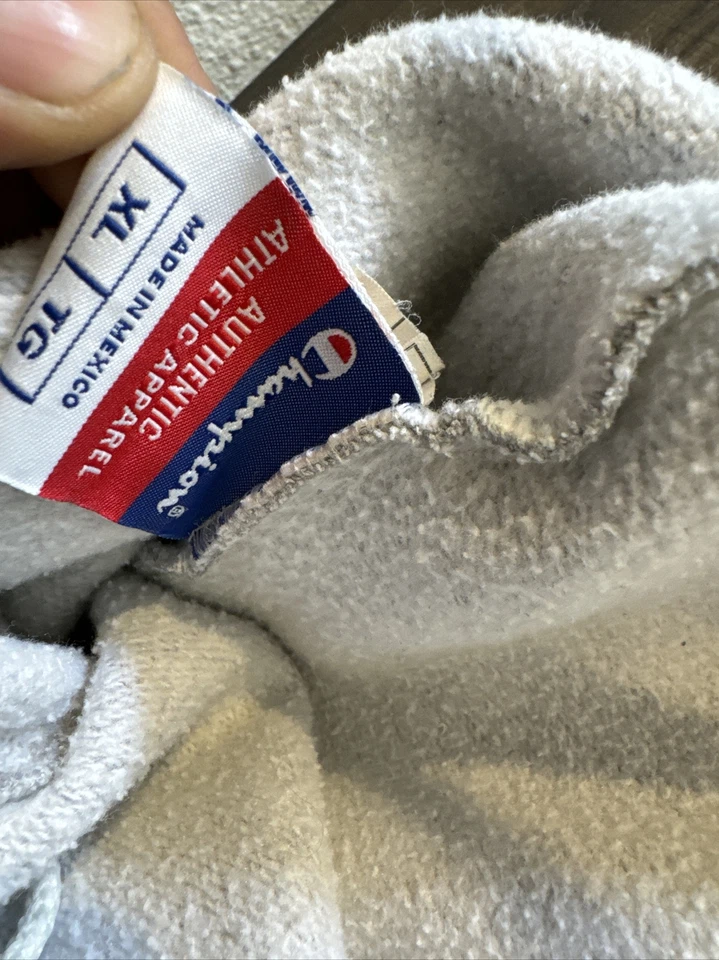 Champion®
AUTHENTIC
ATHLETIC APPAREL
MADE IN MEXICO
XL TG